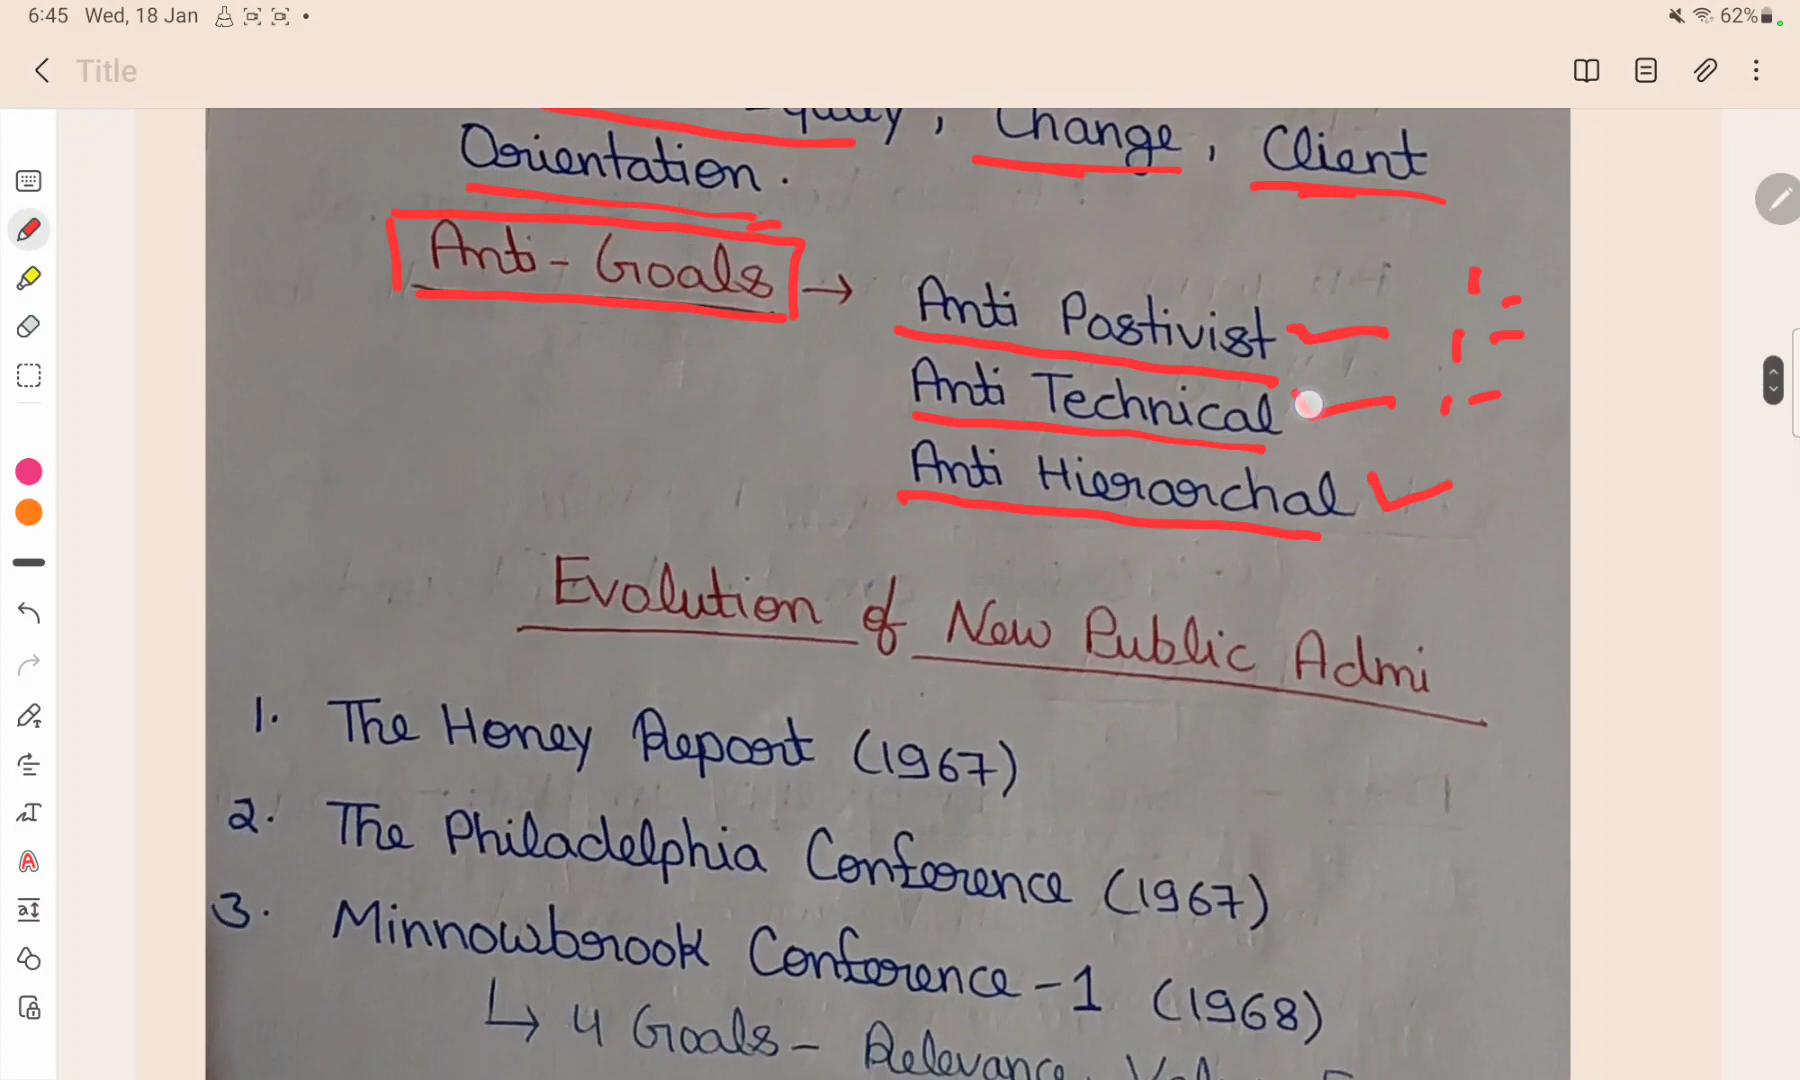 6:45 Wed, 18 Jan 62%
Title
Equity, Change, Client
Orientation.
Anti-Goals → Anti Postivist
Anti Technical
Anti Hierarchal
Evolution of New Public Admi
1. The Honey Report (1967)
2. The Philadelphia Conference (1967)
3. Minnowbrook Conference-1 (1968)
↳ 4 Goals - Relevance,